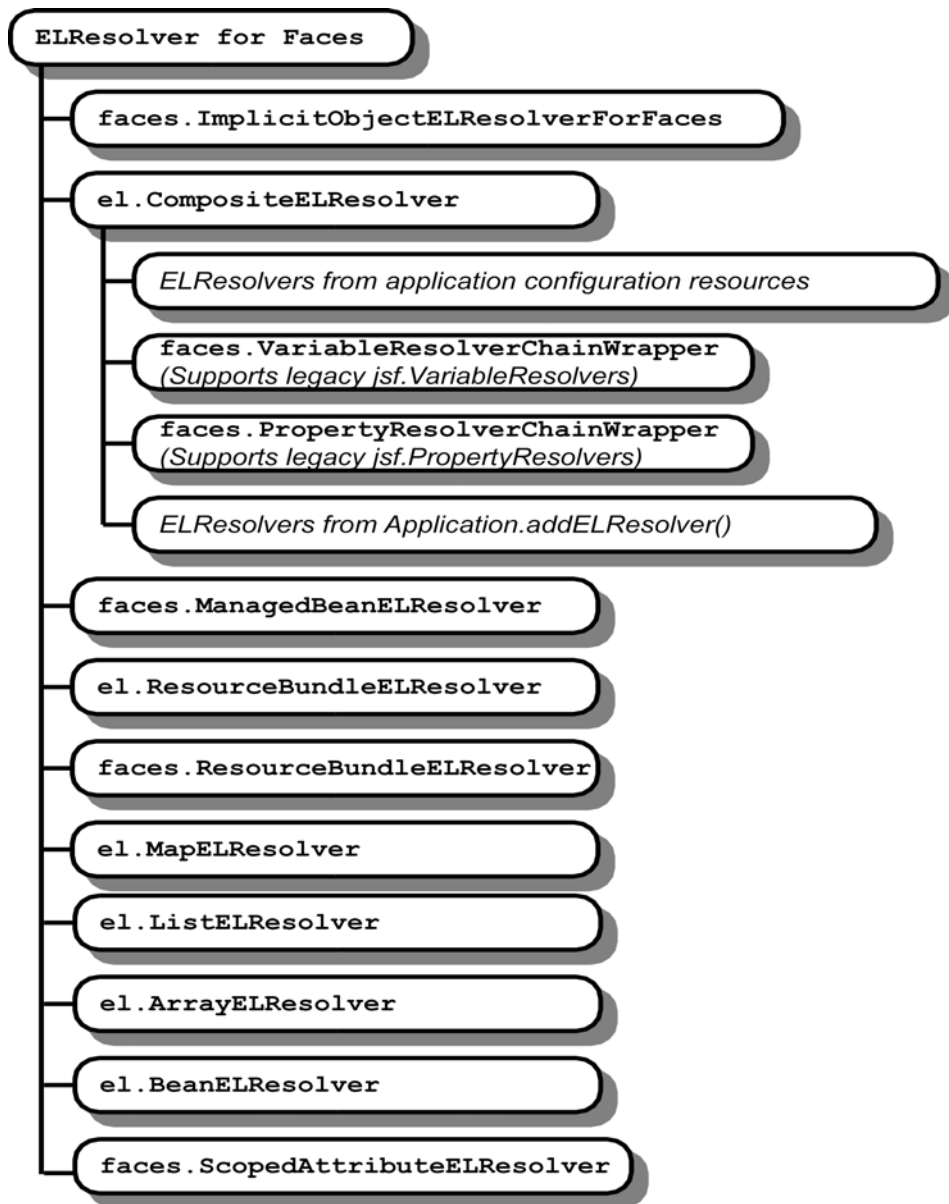 ELResolver for Faces
faces.ImplicitObjectELResolverForFaces
el.CompositeELResolver
ELResolvers from application configuration resources
faces.VariableResolverChainWrapper
(Supports legacy jsf.VariableResolvers)
faces.PropertyResolverChainWrapper
(Supports legacy jsf.PropertyResolvers)
ELResolvers from Application.addELResolver()
faces.ManagedBeanELResolver
el.ResourceBundleELResolver
faces.ResourceBundleELResolver
el.MapELResolver
el.ListELResolver
el.ArrayELResolver
el.BeanELResolver
faces.ScopedAttributeELResolver